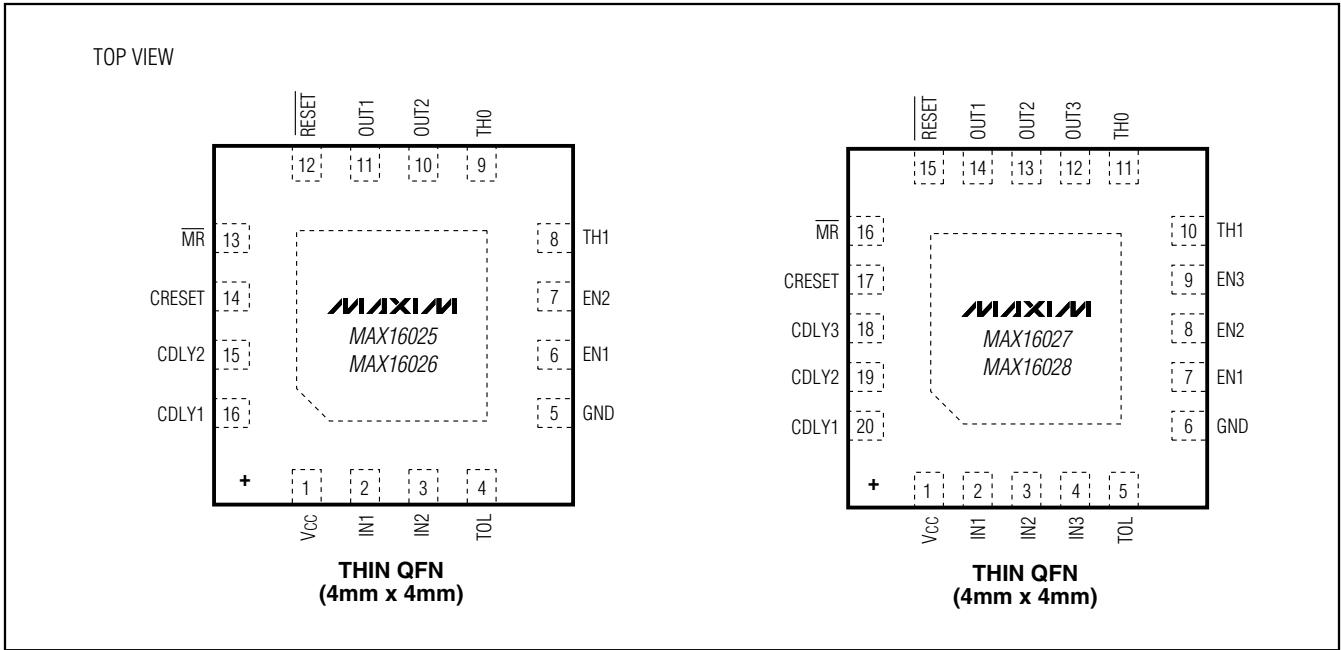 TOP VIEW
RESET
OUT1
OUT2
TH0
12
11
10
9
MR
13
CRESET
14
CDLY2
15
CDLY1
16
8
TH1
7
EN2
6
EN1
5
GND
MAXIM
MAX16025
MAX16026
+
1
2
3
4
VCC
IN1
IN2
TOL
THIN QFN
(4mm x 4mm)
RESET
OUT1
OUT2
OUT3
TH0
15
14
13
12
11
MR
16
CRESET
17
CDLY3
18
CDLY2
19
CDLY1
20
10
TH1
9
EN3
8
EN2
7
EN1
6
GND
MAXIM
MAX16027
MAX16028
+
1
2
3
4
5
VCC
IN1
IN2
IN3
TOL
THIN QFN
(4mm x 4mm)